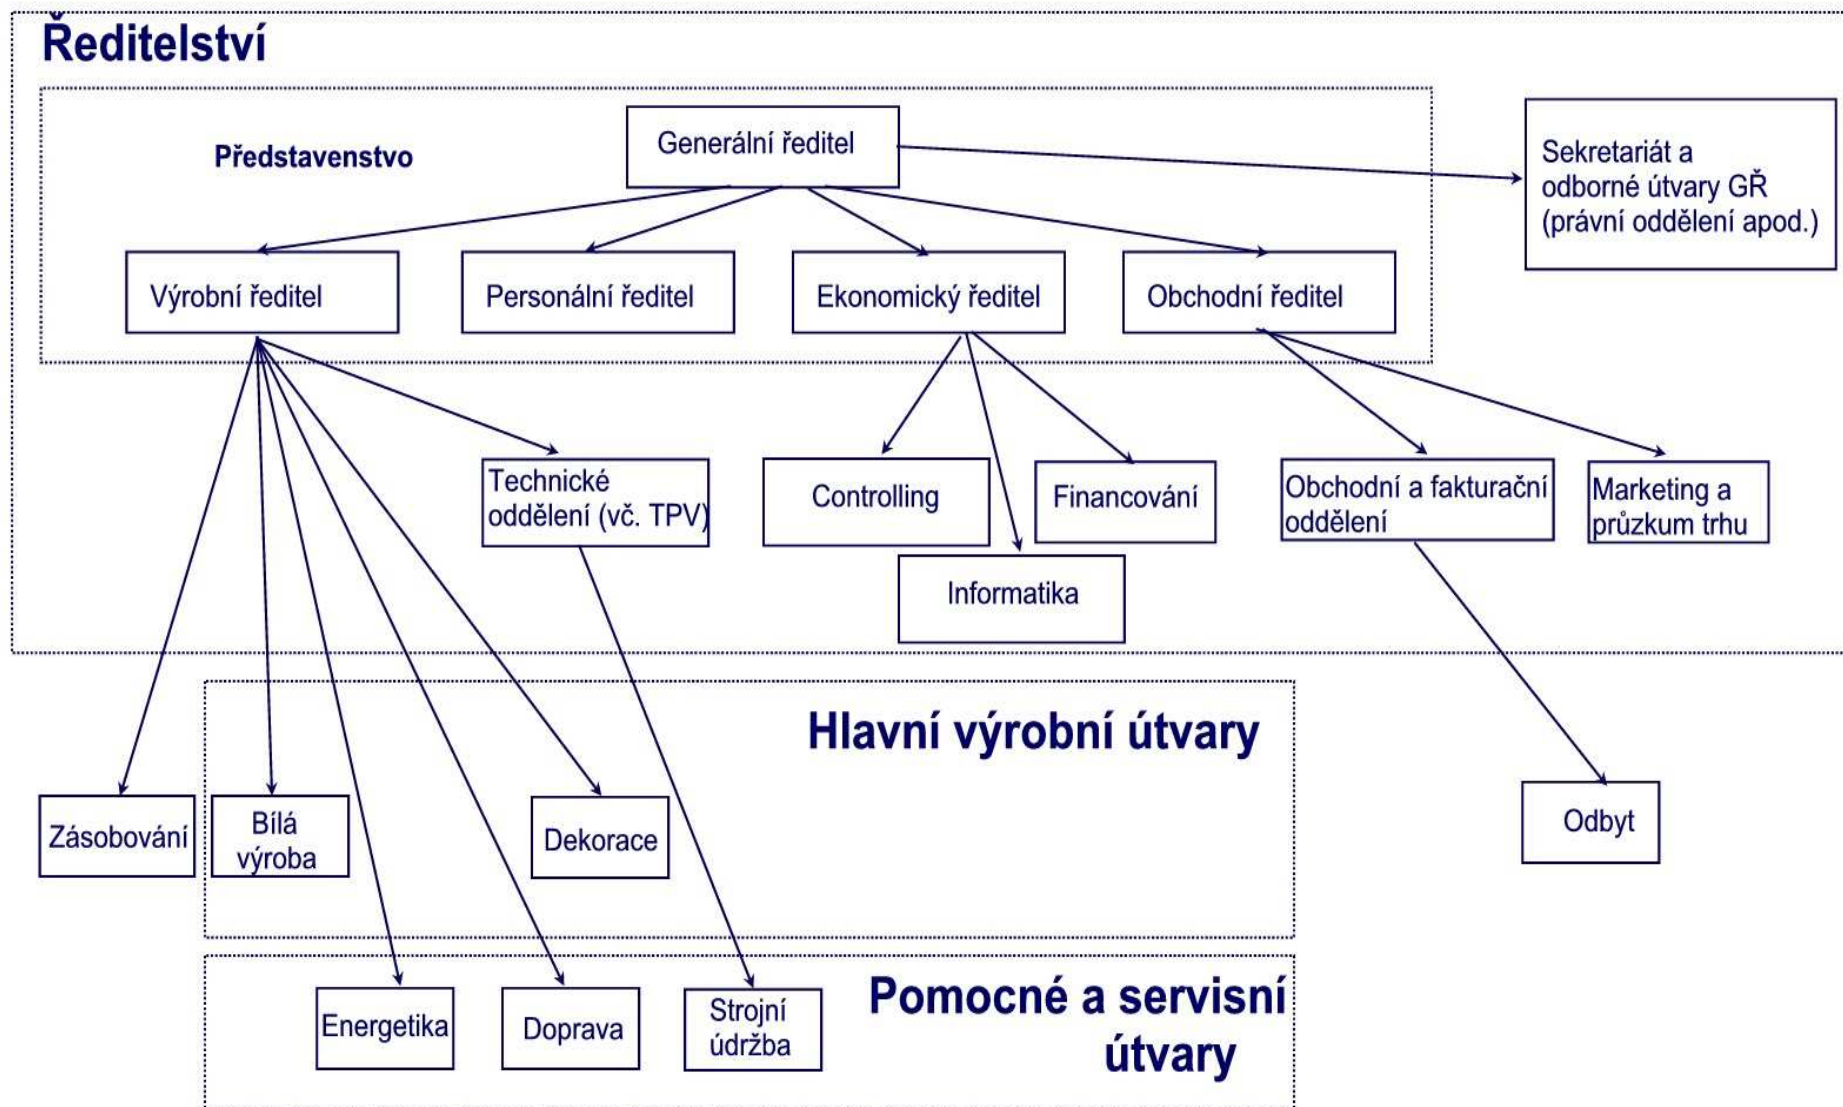 Ředitelství
Představenstvo
Generální ředitel
Sekretariát a
odborné útvary GŘ
(právní oddělení apod.)
Výrobní ředitel
Personální ředitel
Ekonomický ředitel
Obchodní ředitel
Technické
oddělení (vč. TPV)
Controlling
Financování
Obchodní a fakturační
oddělení
Marketing a
průzkum trhu
Informatika
Hlavní výrobní útvary
Zásobování
Bílá
výroba
Dekorace
Odbyt
Pomocné a servisní
útvary
Energetika
Doprava
Strojní
údržba